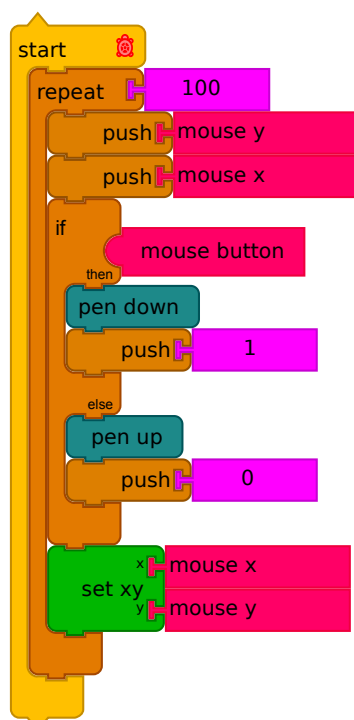 start
repeat 100
push mouse y
push mouse x
if
mouse button
then
pen down
push 1
else
pen up
push 0
x mouse x
set xy
y mouse y